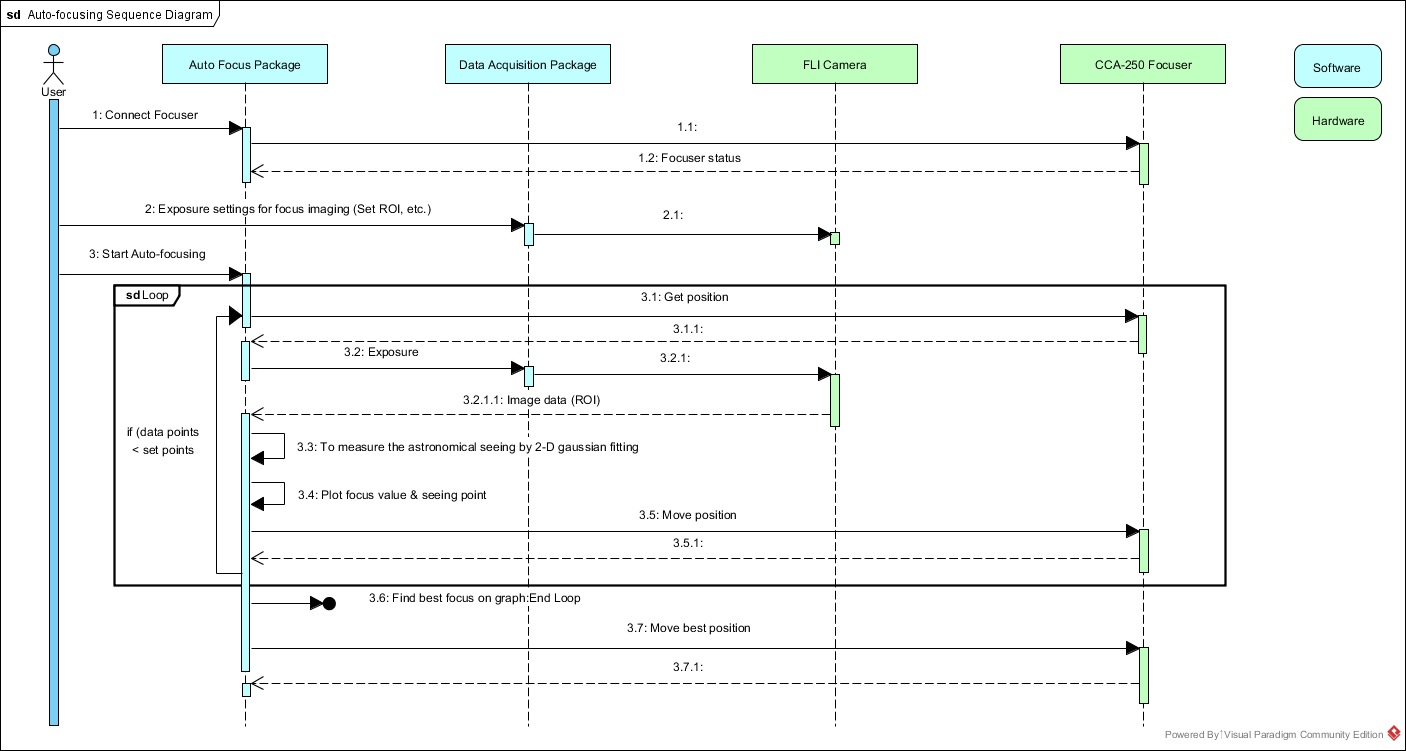 sd Auto-focusing Sequence Diagram
User
Auto Focus Package
Data Acquisition Package
FLI Camera
CCA-250 Focuser
Software
Hardware
1: Connect Focuser
1.1:
1.2: Focuser status
2: Exposure settings for focus imaging (Set ROI, etc.)
2.1:
3: Start Auto-focusing
sd Loop
3.1: Get position
3.1.1:
3.2: Exposure
3.2.1:
3.2.1.1: Image data (ROI)
if (data points
< set points
3.3: To measure the astronomical seeing by 2-D gaussian fitting
3.4: Plot focus value & seeing point
3.5: Move position
3.5.1:
3.6: Find best focus on graph:End Loop
3.7: Move best position
3.7.1:
Powered By Visual Paradigm Community Edition